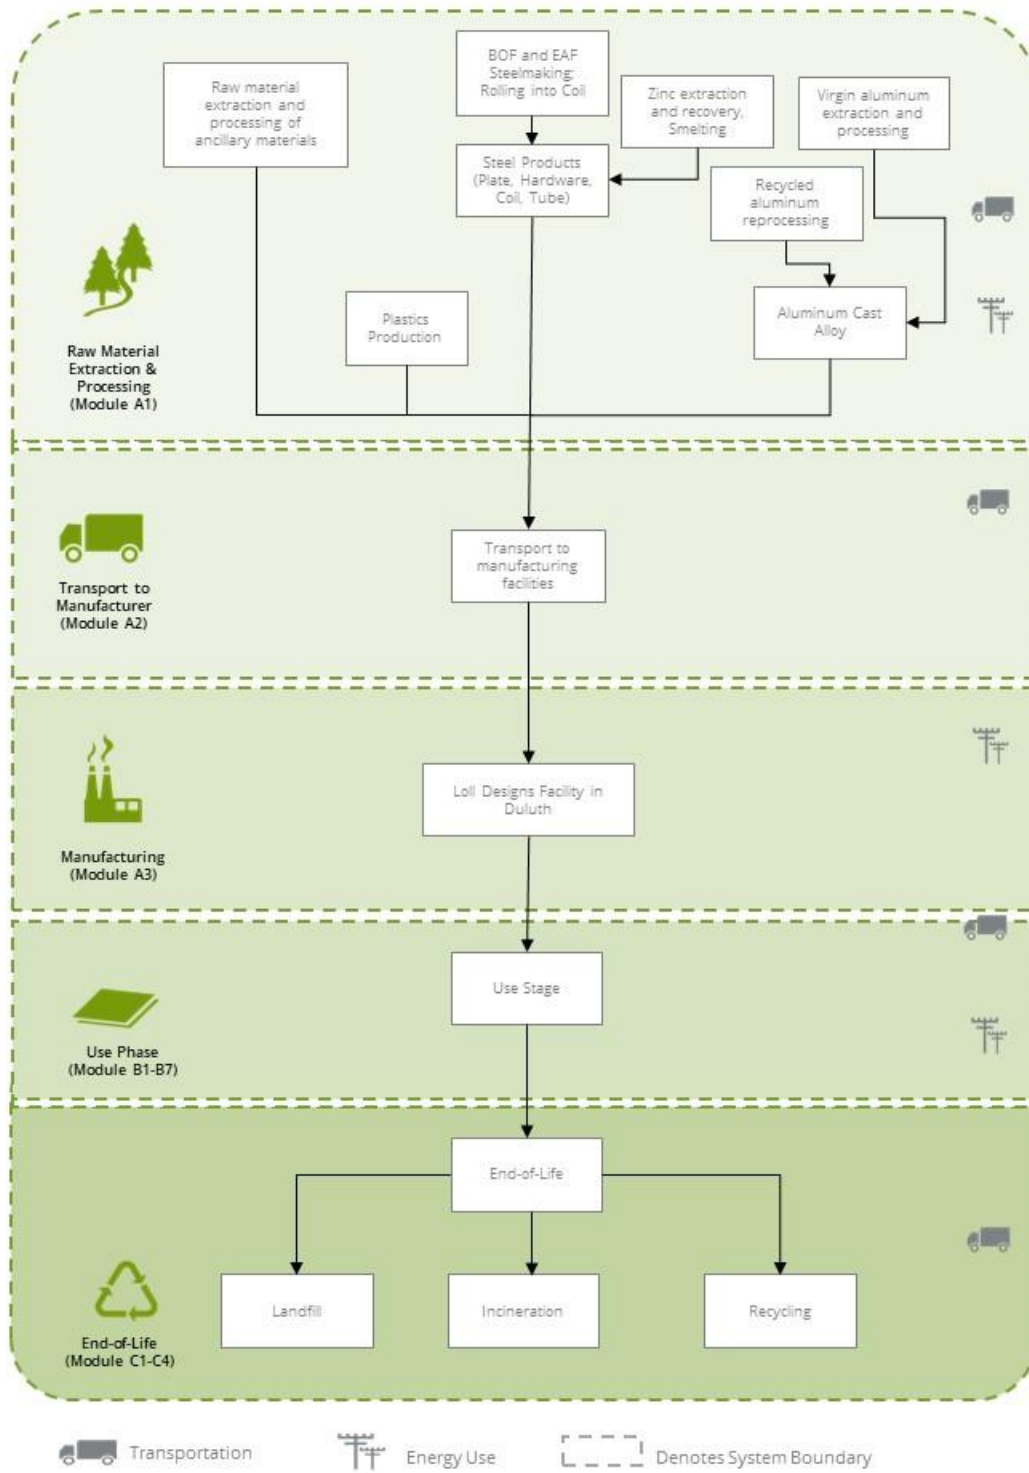 BOF and EAF
Steelmaking;
Rolling into Coil
Raw material
extraction and
processing of
ancillary materials
Zinc extraction
and recovery,
Smelting
Virgin aluminum
extraction and
processing
Steel Products
(Plate, Hardware,
Coil, Tube)
Recycled
aluminum
reprocessing
Plastics
Production
Aluminum Cast
Alloy
Raw Material
Extraction &
Processing
(Module A1)
Transport to
manufacturing
facilities
Transport to
Manufacturer
(Module A2)
Loll Designs Facility in
Duluth
Manufacturing
(Module A3)
Use Stage
Use Phase
(Module B1-B7)
End-of-Life
Landfill
Incineration
Recycling
End-of-Life
(Module C1-C4)
Transportation
Energy Use
Denotes System Boundary